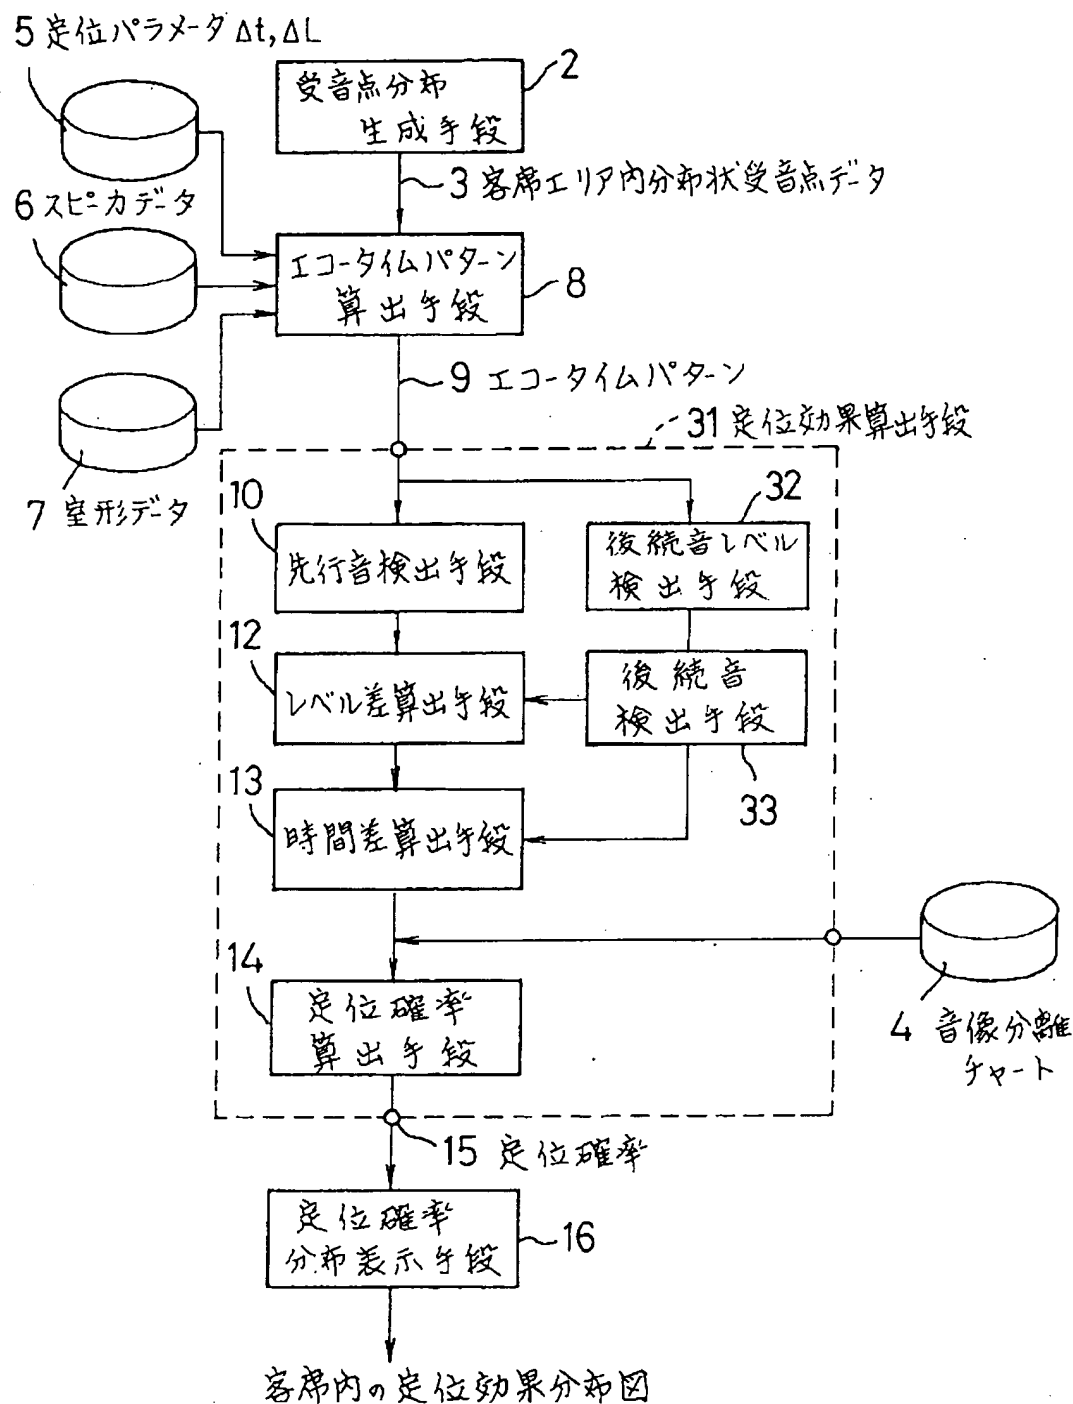 5 定位パラメータΔt,ΔL
受音点分布
生成手段
2
3 客席エリア内分布状受音点データ
6 スピーカデータ
エコータイムパターン
算出手段
8
9 エコータイムパターン
31 定位効果算出手段
7 室形データ
10
32
先行音検出手段
後続音レベル
検出手段
12
レベル差算出手段
後続音
検出手段
13
33
時間差算出手段
14
定位確率
算出手段
4 音像分離
チャート
15 定位確率
定位確率
分布表示手段
16
客席内の定位効果分布図